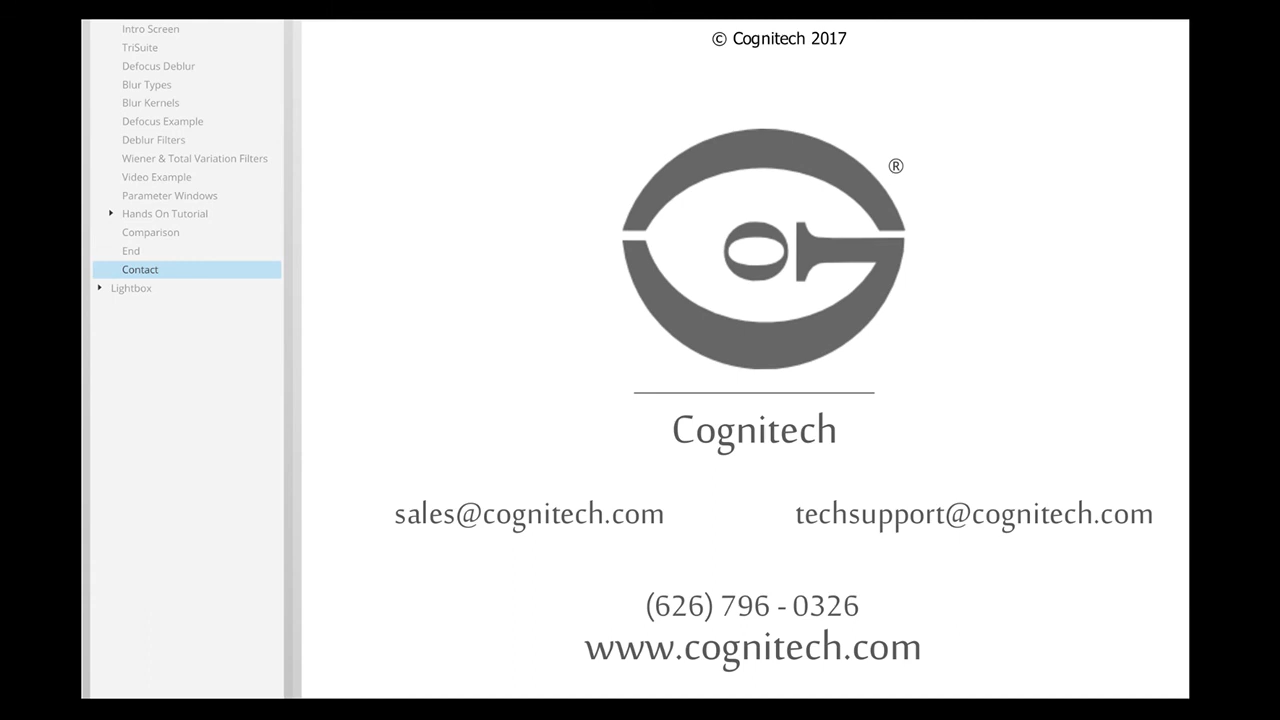 Intro Screen
TriSuite
Defocus Deblur
Blur Types
Blur Kernels
Defocus Example
Deblur Filters
Wiener & Total Variation Filters
Video Example
Parameter Windows
Hands On Tutorial
Comparison
End
Contact
Lightbox
© Cognitech 2017
®
Cognitech
sales@cognitech.com
techsupport@cognitech.com
(626) 796 - 0326
www.cognitech.com